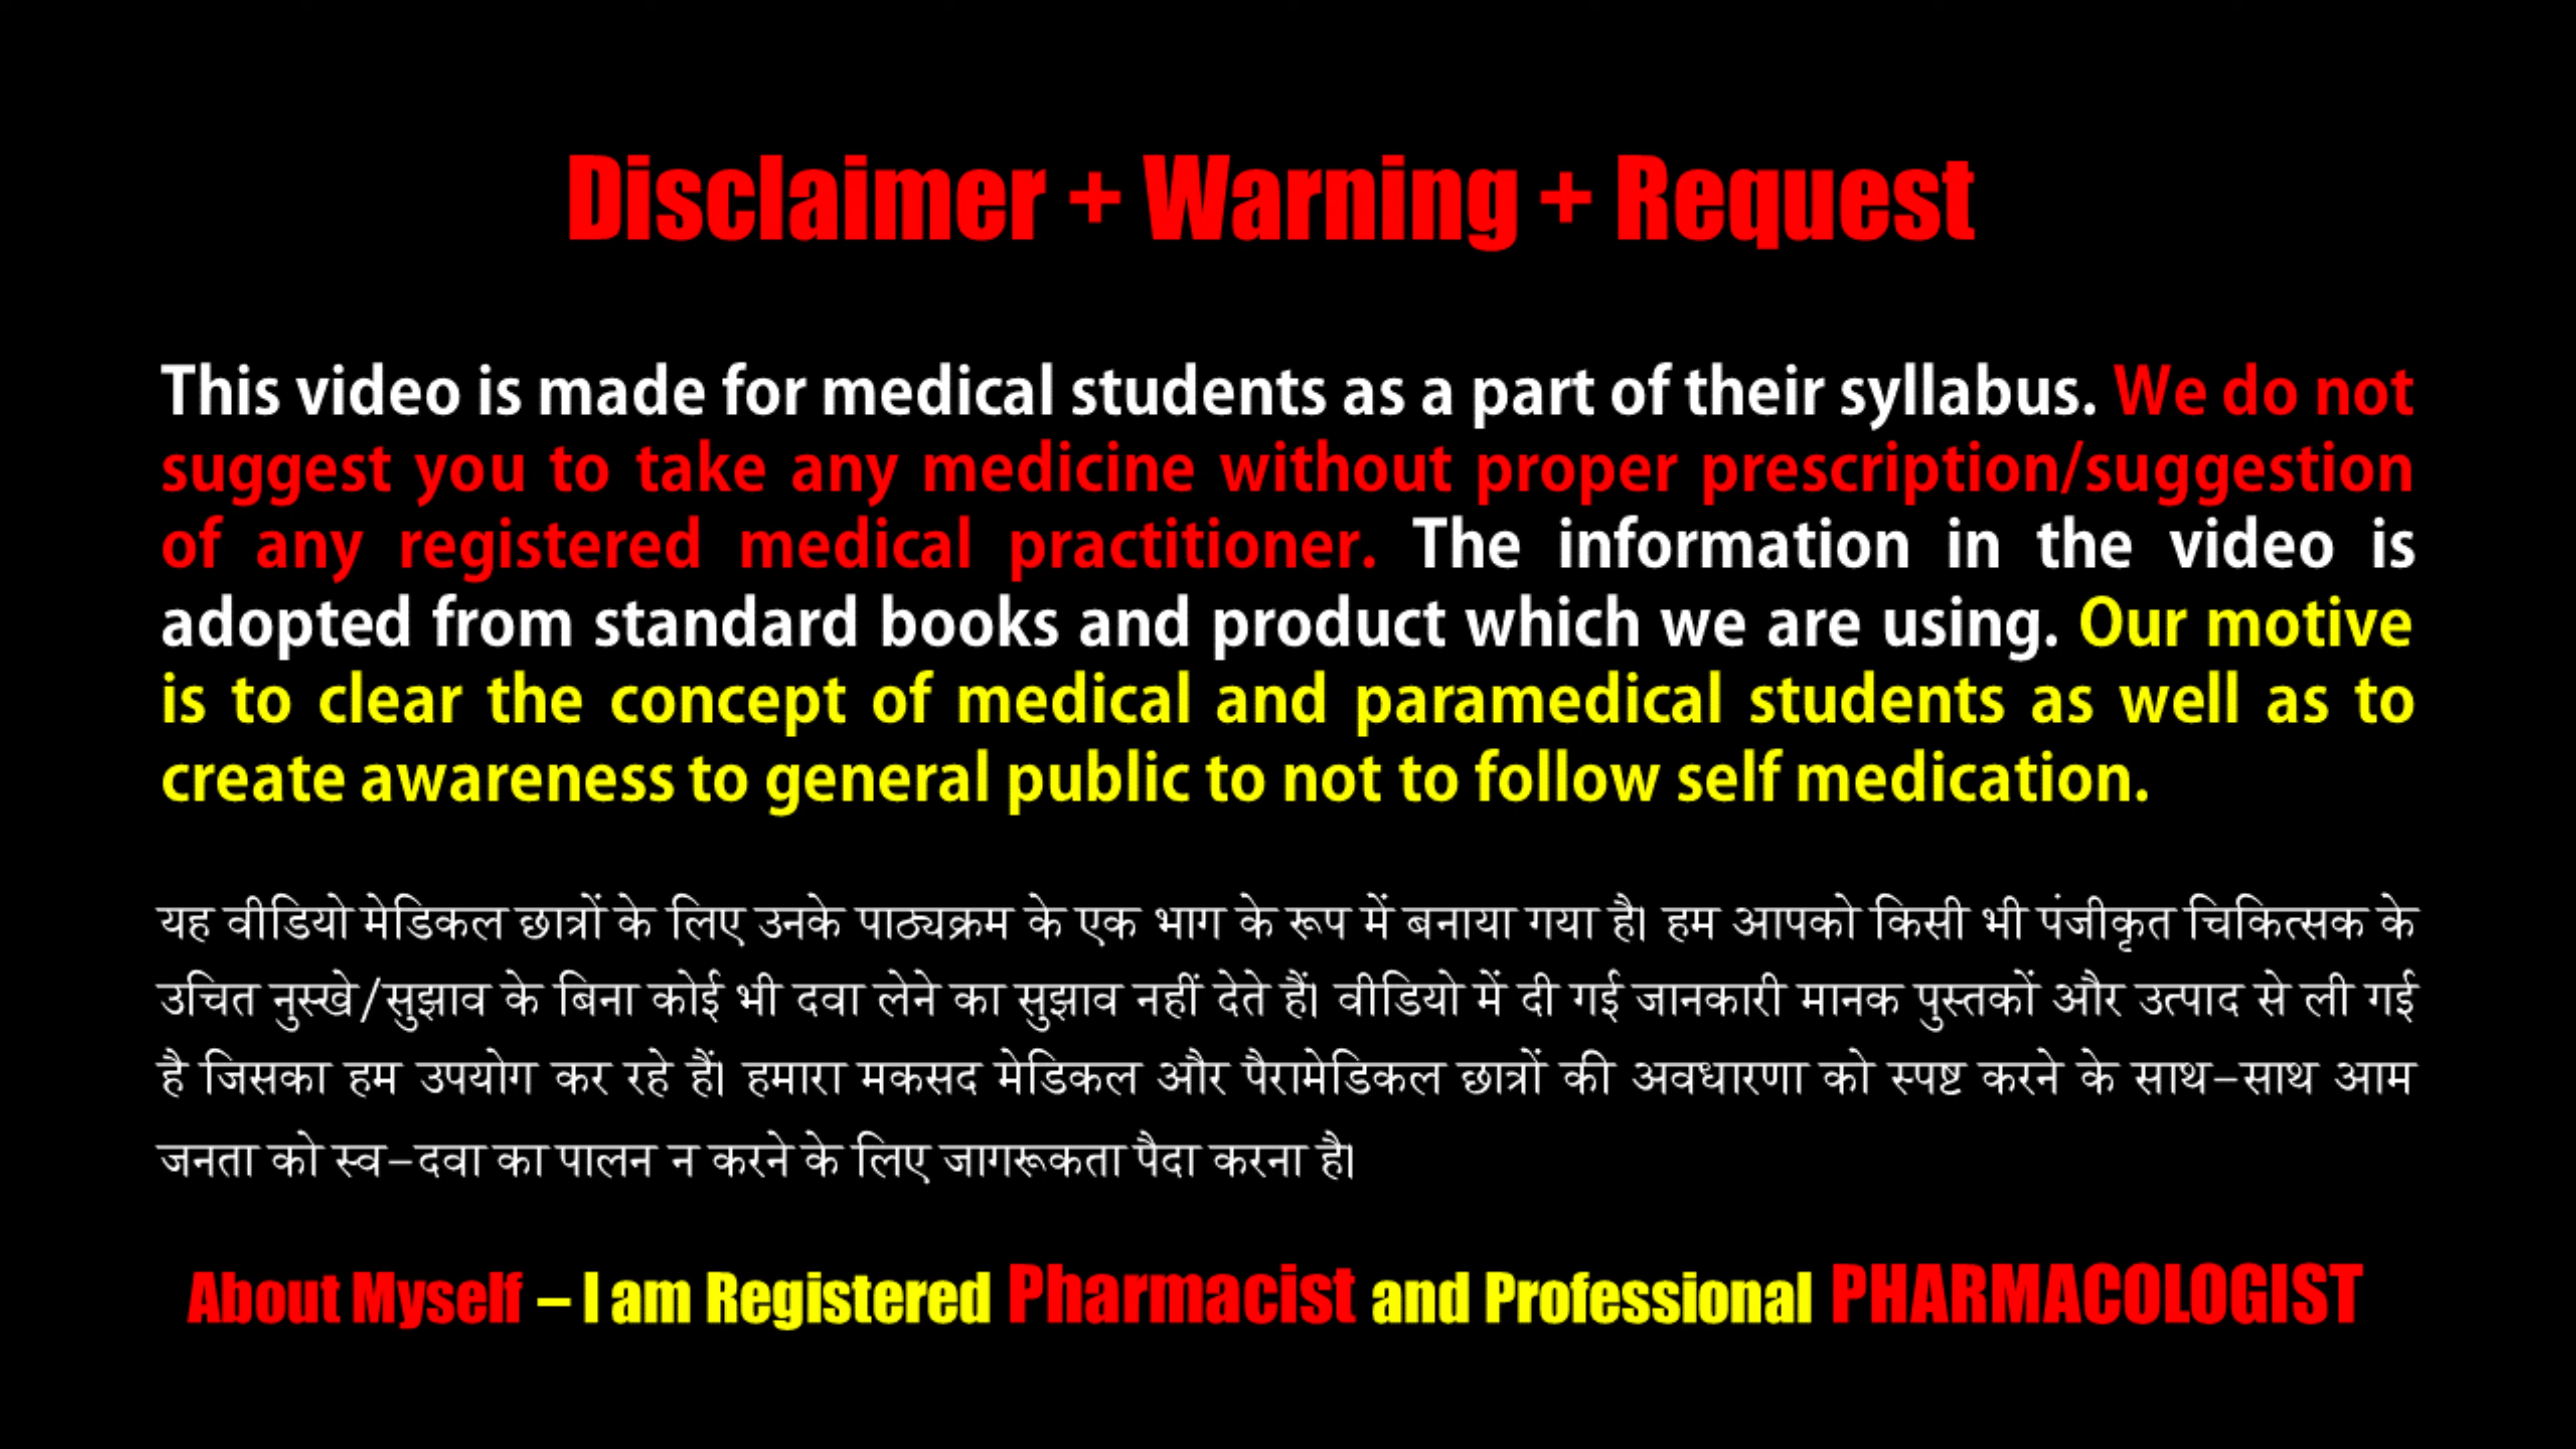 Disclaimer + Warning + Request
This video is made for medical students as a part of their syllabus. We do not
suggest you to take any medicine without proper prescription/suggestion
of any registered medical practitioner. The information in the video is
adopted from standard books and product which we are using. Our motive
is to clear the concept of medical and paramedical students as well as to
create awareness to general public to not to follow self medication.
यह वीडियो मेडिकल छात्रों के लिए उनके पाठ्यक्रम के एक भाग के रूप में बनाया गया है। हम आपको किसी भी पंजीकृत चिकित्सक के
उचित नुस्खे/सुझाव के बिना कोई भी दवा लेने का सुझाव नहीं देते हैं। वीडियो में दी गई जानकारी मानक पुस्तकों और उत्पाद से ली गई
है जिसका हम उपयोग कर रहे हैं। हमारा मकसद मेडिकल और पैरामेडिकल छात्रों की अवधारणा को स्पष्ट करने के साथ-साथ आम
जनता को स्व-दवा का पालन न करने के लिए जागरूकता पैदा करना है।
About Myself – I am Registered Pharmacist and Professional PHARMACOLOGIST